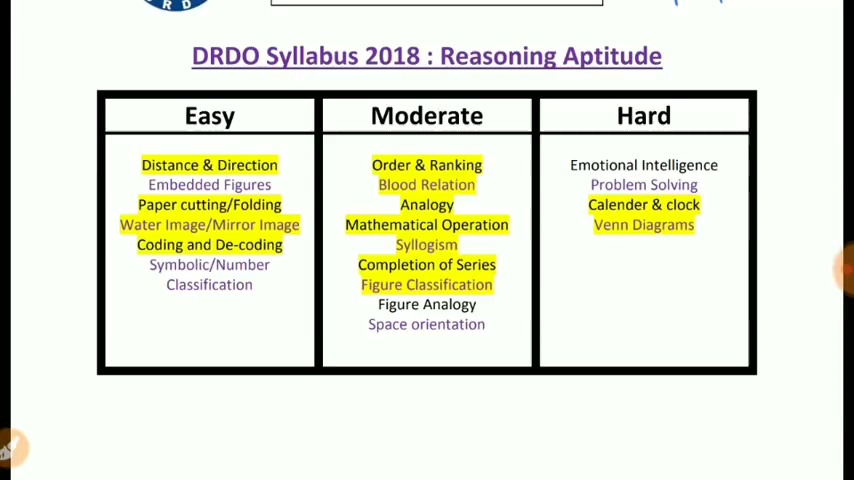 R D
DRDO Syllabus 2018 : Reasoning Aptitude
Easy
Distance & Direction
Embedded Figures
Paper cutting/Folding
Water Image/Mirror Image
Coding and De-coding
Symbolic/Number
Classification
Moderate
Order & Ranking
Blood Relation
Analogy
Mathematical Operation
Syllogism
Completion of Series
Figure Classification
Figure Analogy
Space orientation
Hard
Emotional Intelligence
Problem Solving
Calender & clock
Venn Diagrams